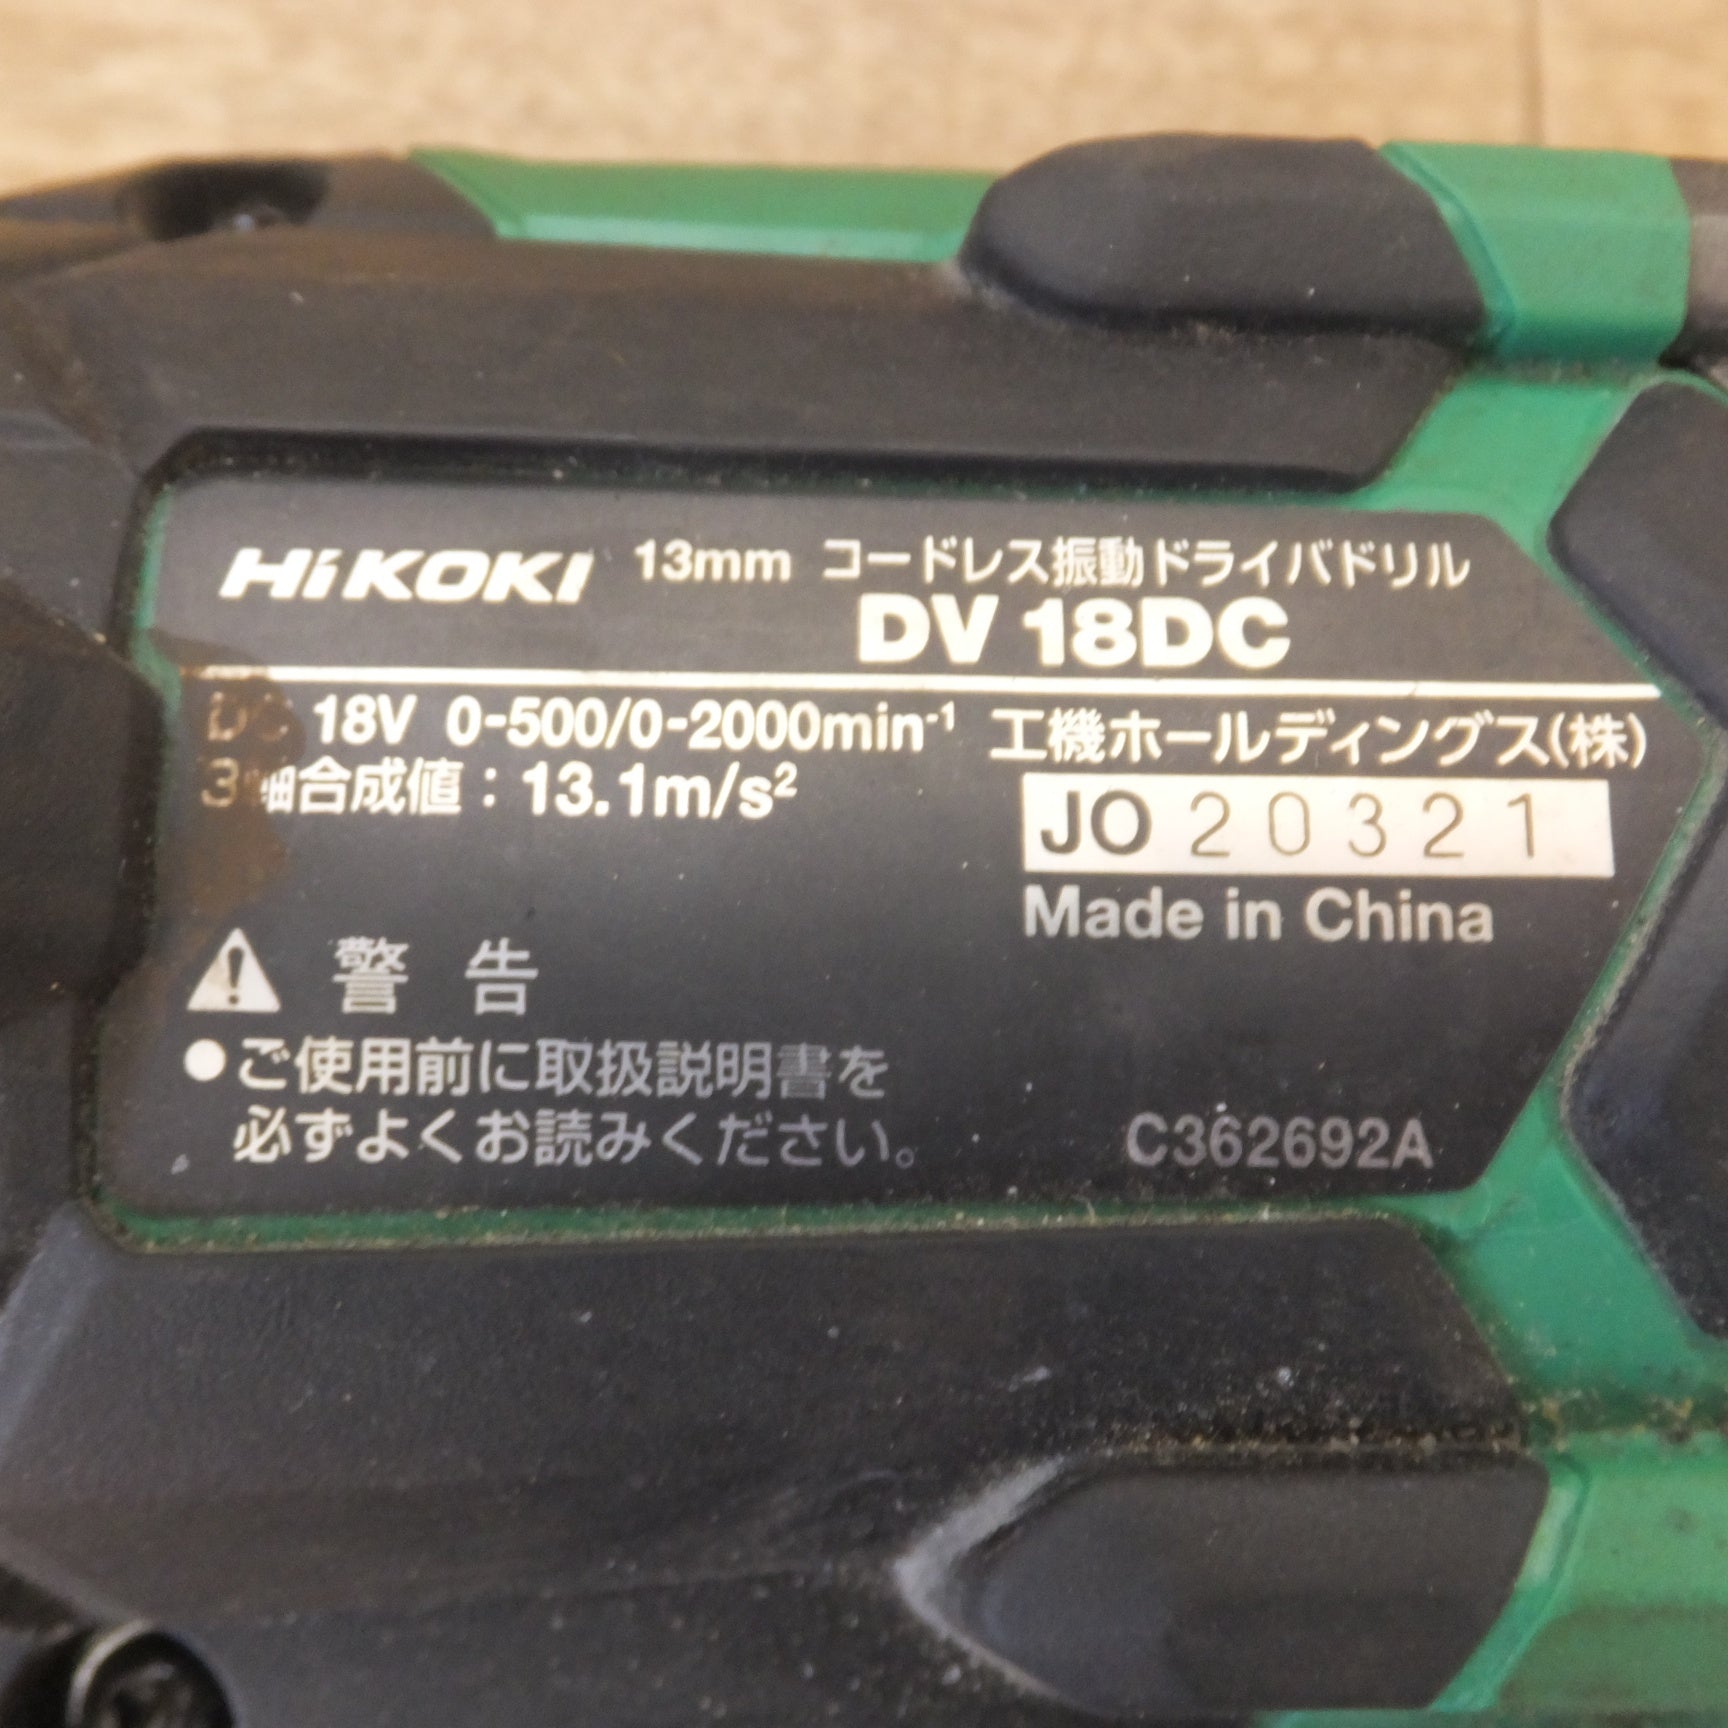 HiKOKI 13mm コードレス振動ドライバドリル
DV 18DC
DC 18V 0-500/0-2000min⁻¹ 工機ホールディングス(株)
3軸合成値：13.1m/s²
JO 20321
Made in China
⚠ 警告
●ご使用前に取扱説明書を
必ずよくお読みください。
C362692A